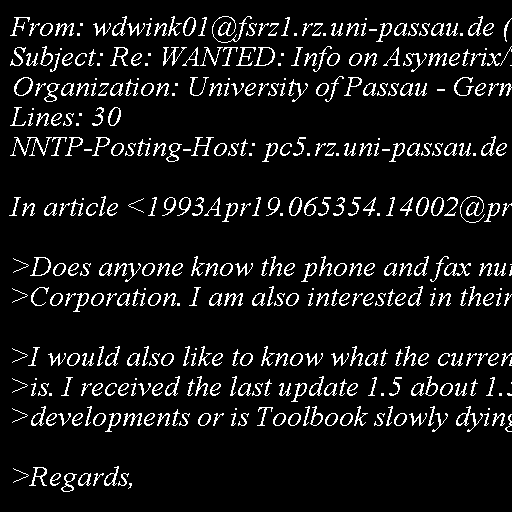 From: wdwink01@fsrz1.rz.uni-passau.de (
Subject: Re: WANTED: Info on Asymetrix/
Organization: University of Passau - Germ
Lines: 30
NNTP-Posting-Host: pc5.rz.uni-passau.de
In article <1993Apr19.065354.14002@pr
>Does anyone know the phone and fax nu
>Corporation. I am also interested in their
>I would also like to know what the curren
>is. I received the last update 1.5 about 1.5
>developments or is Toolbook slowly dying
>Regards,